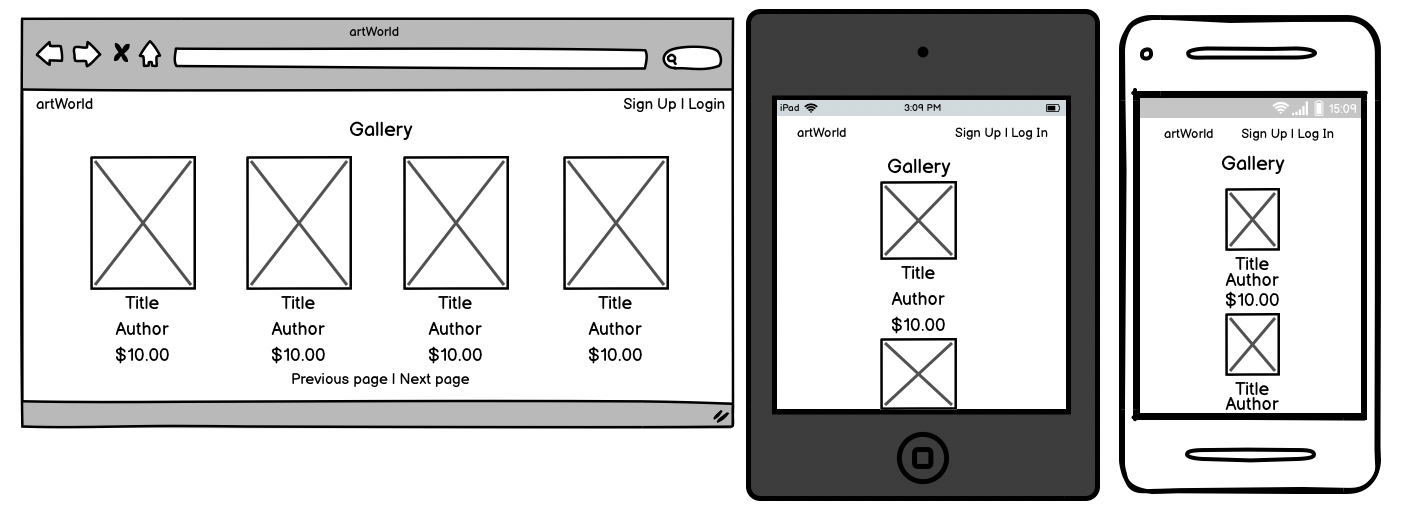 artWorld
artWorld Sign Up | Login
Gallery
Title Title Title Title
Author Author Author Author
$10.00 $10.00 $10.00 $10.00
Previous page | Next page
iPad 3:09 PM
artWorld Sign Up | Log In
Gallery
Title
Author
$10.00
15:09
artWorld Sign Up | Log In
Gallery
Title
Author
$10.00
Title
Author